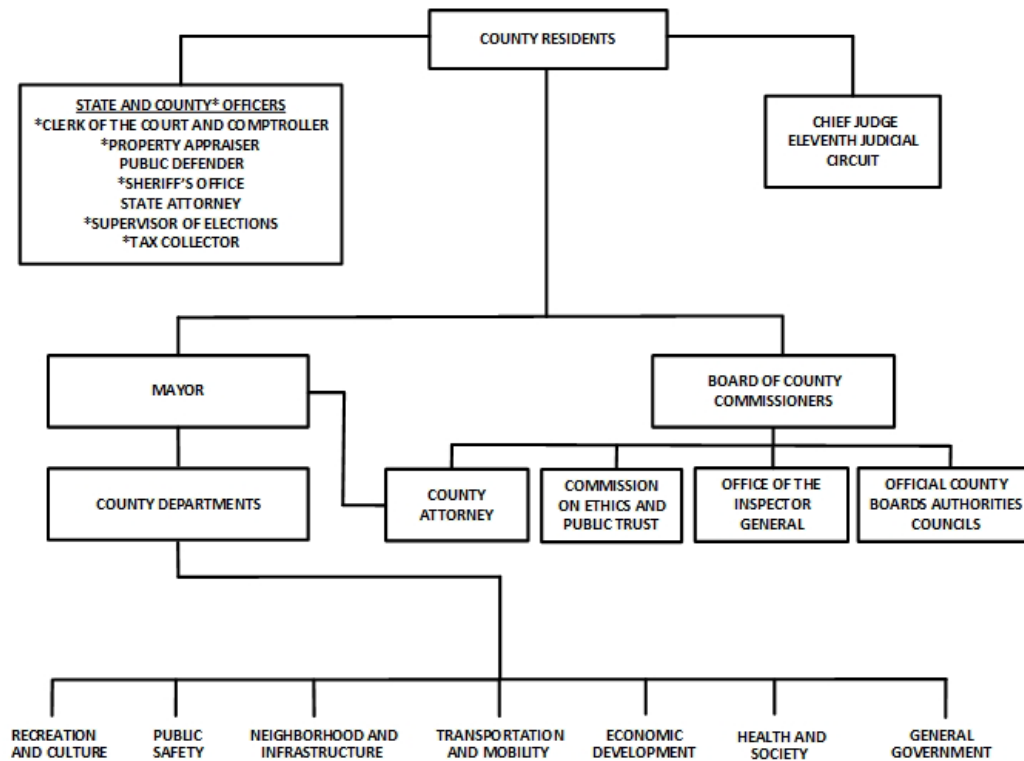 COUNTY RESIDENTS
STATE AND COUNTY* OFFICERS
*CLERK OF THE COURT AND COMPTROLLER
*PROPERTY APPRAISER
PUBLIC DEFENDER
*SHERIFF'S OFFICE
STATE ATTORNEY
*SUPERVISOR OF ELECTIONS
*TAX COLLECTOR
CHIEF JUDGE
ELEVENTH JUDICIAL
CIRCUIT
MAYOR
BOARD OF COUNTY
COMMISSIONERS
COUNTY DEPARTMENTS
COUNTY
ATTORNEY
COMMISSION
ON ETHICS AND
PUBLIC TRUST
OFFICE OF THE
INSPECTOR
GENERAL
OFFICIAL COUNTY
BOARDS AUTHORITIES
COUNCILS
RECREATION
AND CULTURE
PUBLIC
SAFETY
NEIGHBORHOOD AND
INFRASTRUCTURE
TRANSPORTATION
AND MOBILITY
ECONOMIC
DEVELOPMENT
HEALTH AND
SOCIETY
GENERAL
GOVERNMENT